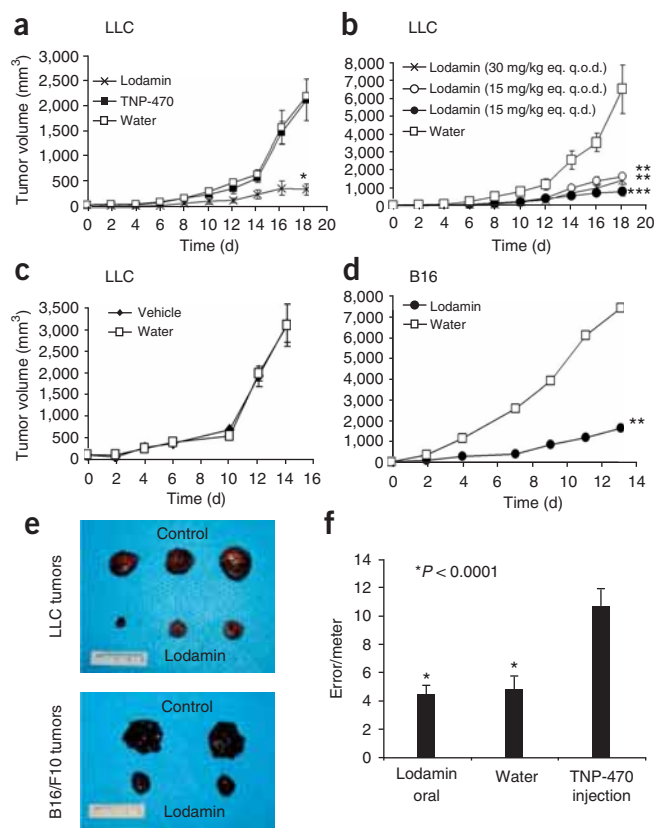 a LLC
Tumor volume (mm³)
3,000
2,500
2,000
1,500
1,000
500
0
Lodamin
TNP-470
Water
*
0 2 4 6 8 10 12 14 16 18 20
Time (d)
b LLC
8,000
7,000
6,000
5,000
4,000
3,000
2,000
1,000
0
Lodamin (30 mg/kg eq. q.o.d.)
Lodamin (15 mg/kg eq. q.o.d.)
Lodamin (15 mg/kg eq. q.d.)
Water
**
**
***
0 2 4 6 8 10 12 14 16 18 20
Time (d)
c LLC
Tumor volume (mm³)
3,500
3,000
2,500
2,000
1,500
1,000
500
0
Vehicle
Water
0 2 4 6 8 10 12 14 16
Time (d)
d B16
8,000
7,000
6,000
5,000
4,000
3,000
2,000
1,000
0
Lodamin
Water
**
0 2 4 6 8 10 12 14
Time (d)
e
LLC tumors
Control
Lodamin
B16/F10 tumors
Control
Lodamin
f
Error/meter
14
12
10
8
6
4
2
0
*P < 0.0001
*
*
Lodamin
oral
Water
TNP-470
injection